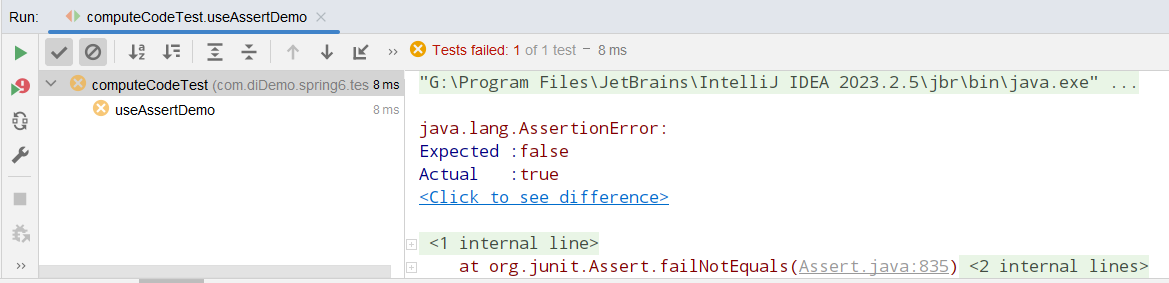 Run: computeCodeTest.useAssertDemo ×
» Tests failed: 1 of 1 test – 8 ms
computeCodeTest (com.diDemo.spring6.tes 8 ms
useAssertDemo 8 ms
"G:\Program Files\JetBrains\IntelliJ IDEA 2023.2.5\jbr\bin\java.exe" ...
java.lang.AssertionError:
Expected :false
Actual :true
<Click to see difference>
<1 internal line>
at org.junit.Assert.failNotEquals(Assert.java:835) <2 internal lines>
»